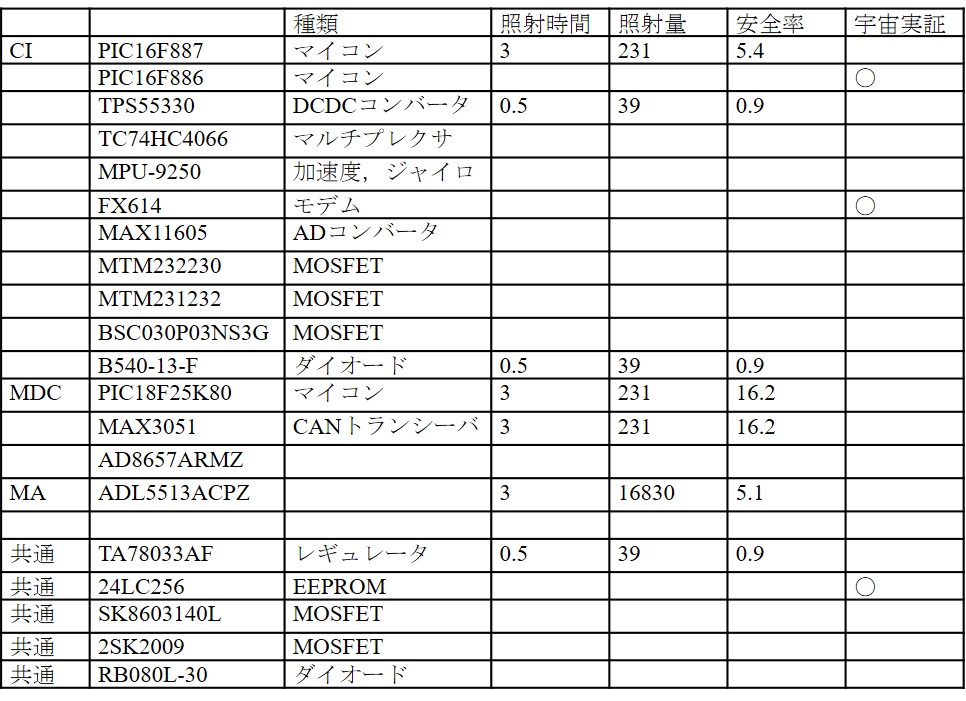 種類 照射時間 照射量 安全率 宇宙実証
CI PIC16F887 マイコン 3 231 5.4
PIC16F886 マイコン ○
TPS55330 DCDCコンバータ 0.5 39 0.9
TC74HC4066 マルチプレクサ
MPU-9250 加速度，ジャイロ
FX614 モデム ○
MAX11605 ADコンバータ
MTM232230 MOSFET
MTM231232 MOSFET
BSC030P03NS3G MOSFET
B540-13-F ダイオード 0.5 39 0.9
MDC PIC18F25K80 マイコン 3 231 16.2
MAX3051 CANトランシーバ 3 231 16.2
AD8657ARMZ
MA ADL5513ACPZ 3 16830 5.1
共通 TA78033AF レギュレータ 0.5 39 0.9
共通 24LC256 EEPROM ○
共通 SK8603140L MOSFET
共通 2SK2009 MOSFET
共通 RB080L-30 ダイオード